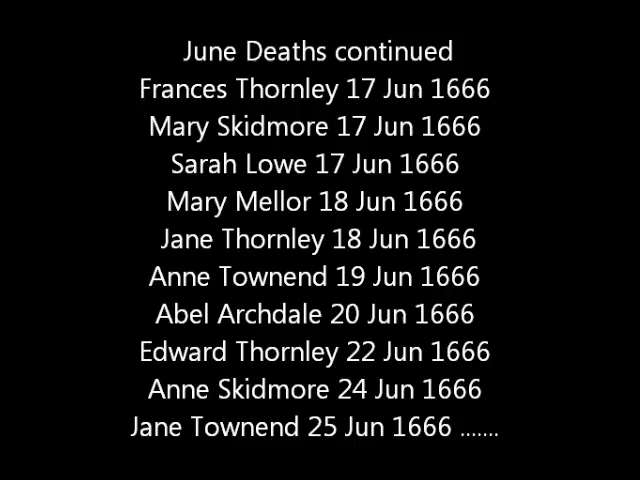 June Deaths continued
Frances Thornley 17 Jun 1666
Mary Skidmore 17 Jun 1666
Sarah Lowe 17 Jun 1666
Mary Mellor 18 Jun 1666
Jane Thornley 18 Jun 1666
Anne Townend 19 Jun 1666
Abel Archdale 20 Jun 1666
Edward Thornley 22 Jun 1666
Anne Skidmore 24 Jun 1666
Jane Townend 25 Jun 1666 .......